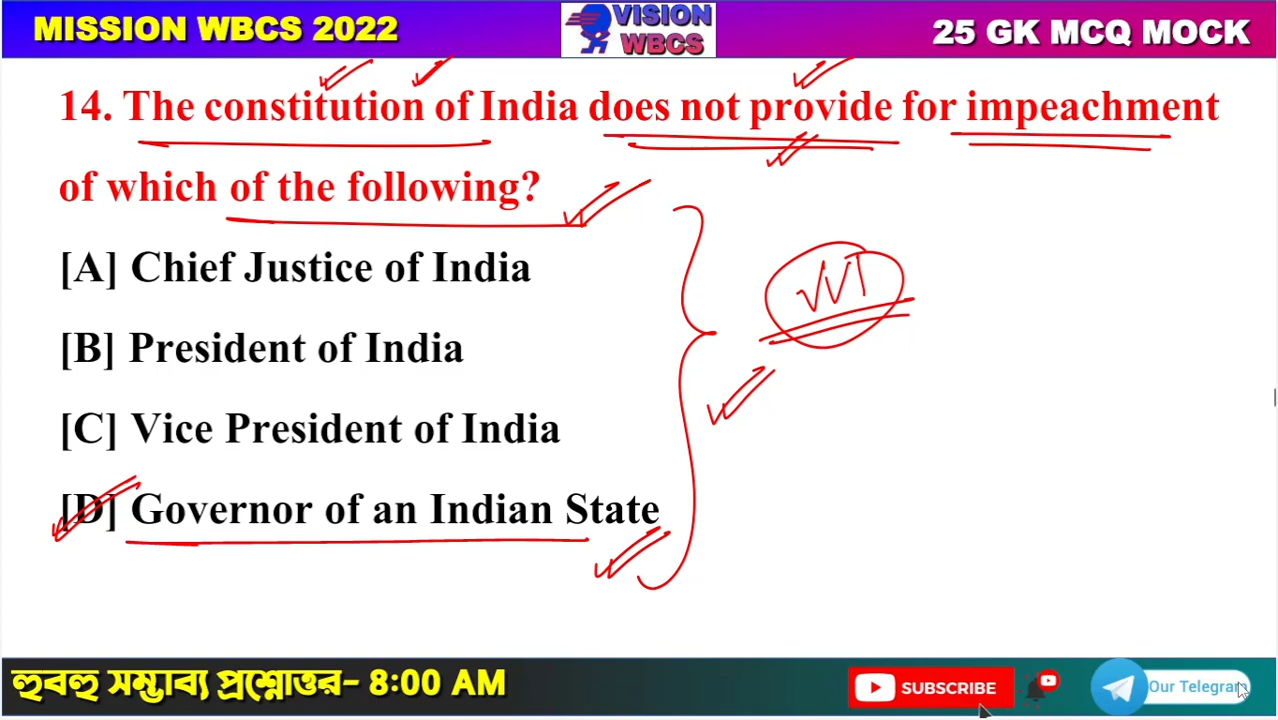 MISSION WBCS 2022
VISION
WBCS
25 GK MCQ MOCK
14. The constitution of India does not provide for impeachment
of which of the following?
[A] Chief Justice of India
[B] President of India
[C] Vice President of India
[D] Governor of an Indian State
VVI
হুবহু সম্ভাব্য প্রশ্নোত্তর- 8:00 AM
SUBSCRIBE
Our Telegram